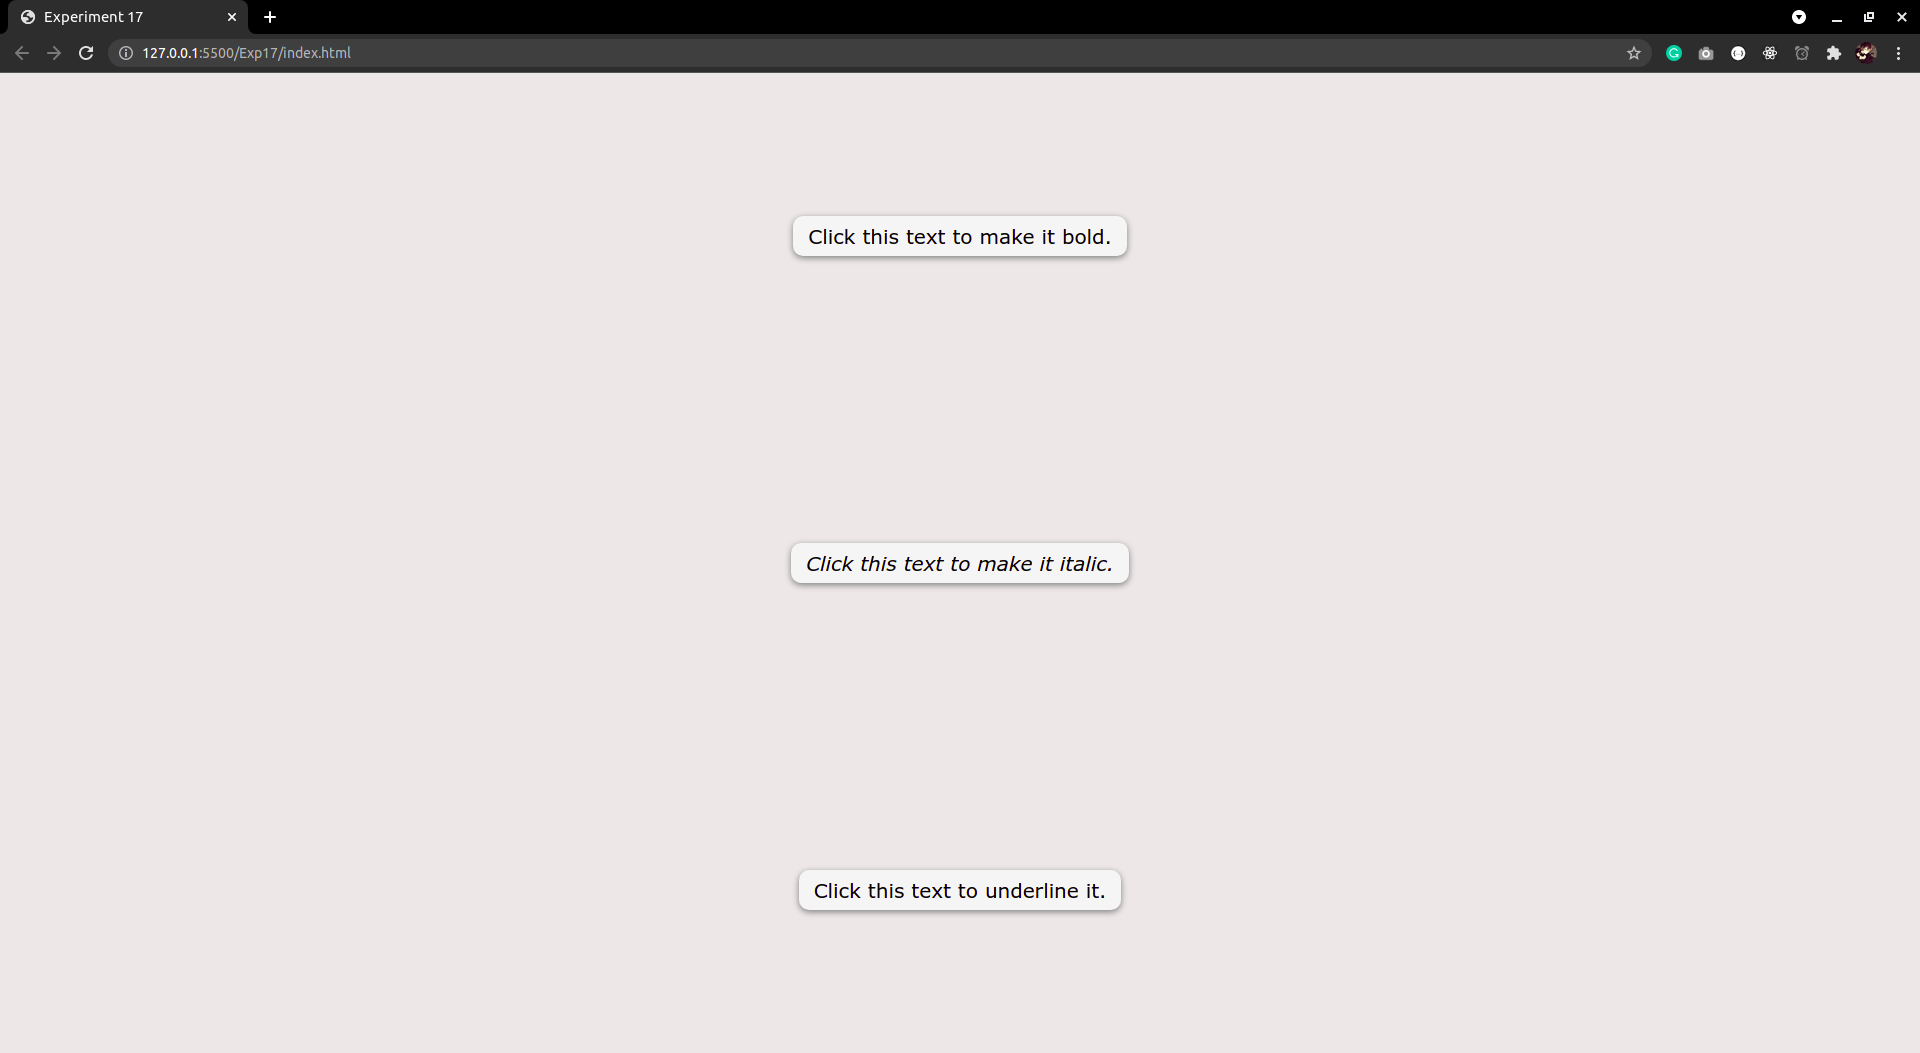 Experiment 17
127.0.0.1:5500/Exp17/index.html
Click this text to make it bold.
Click this text to make it italic.
Click this text to underline it.